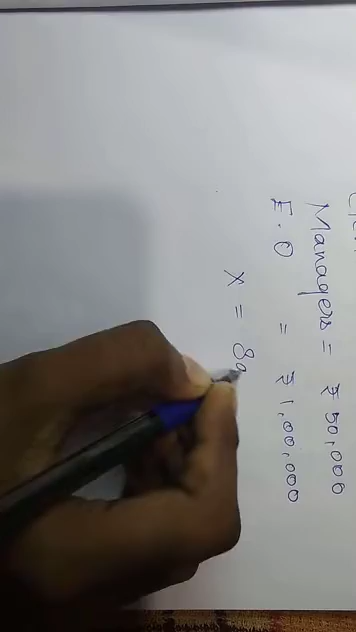 Managers = ₹ 50,000
E.O = ₹ 1,00,000
X = 80